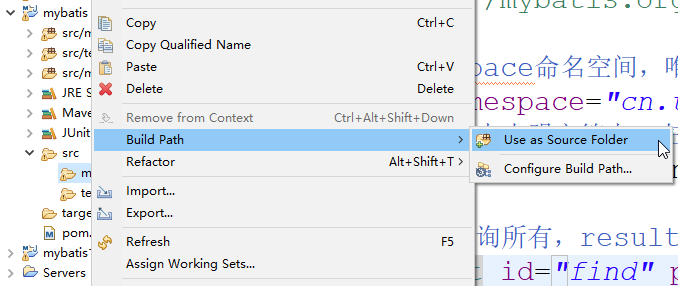 mybatis
src/m
src/te
src/m
JRE S
Mave
JUnit
src
m
te
targe
pom.
mybatis
Servers
Copy Ctrl+C
Copy Qualified Name
Paste Ctrl+V
Delete Delete
Remove from Context Ctrl+Alt+Shift+Down
Build Path
Refactor Alt+Shift+T
Import...
Export...
Refresh F5
Assign Working Sets...
Use as Source Folder
Configure Build Path...
/mybatis.org
pace命名空间，唯
mespace="cn.
询所有，result
id="find" p